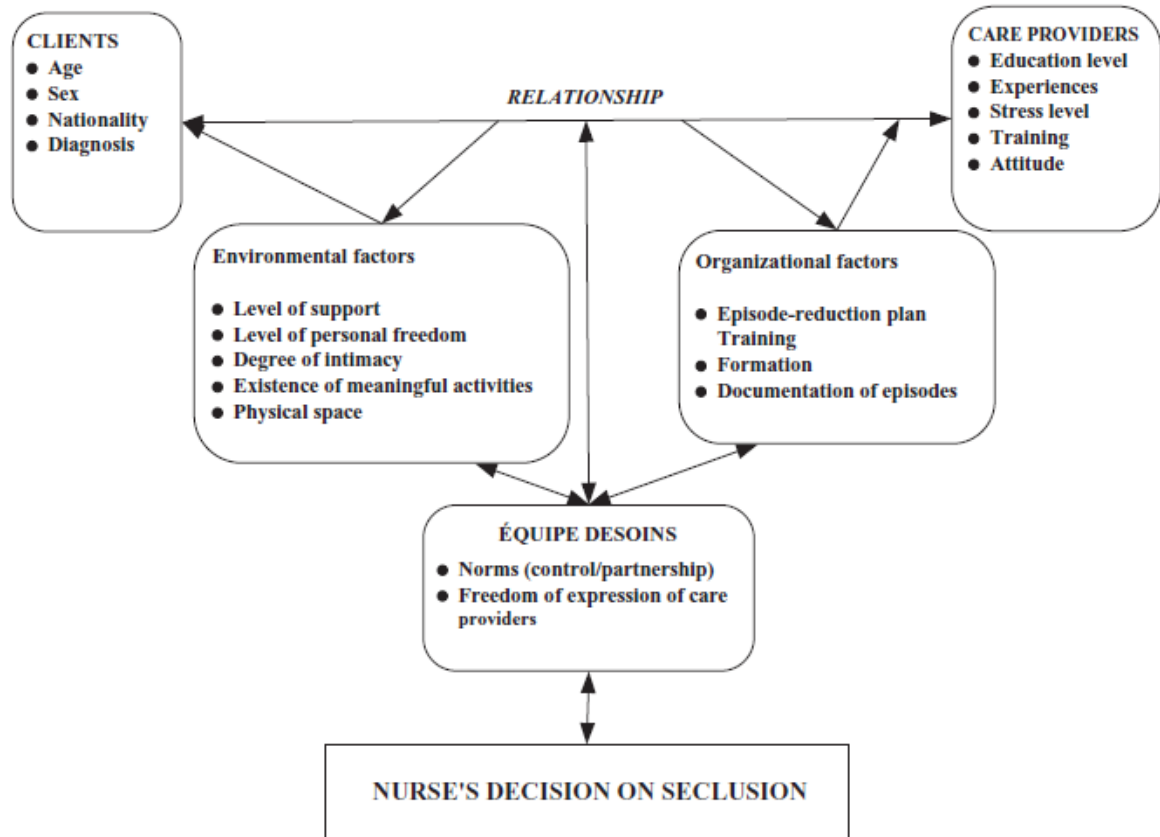 CLIENTS
● Age
● Sex
● Nationality
● Diagnosis
RELATIONSHIP
CARE PROVIDERS
● Education level
● Experiences
● Stress level
● Training
● Attitude
Environmental factors
● Level of support
● Level of personal freedom
● Degree of intimacy
● Existence of meaningful activities
● Physical space
Organizational factors
● Episode-reduction plan
Training
● Formation
● Documentation of episodes
ÉQUIPE DESOINS
● Norms (control/partnership)
● Freedom of expression of care
providers
NURSE'S DECISION ON SECLUSION